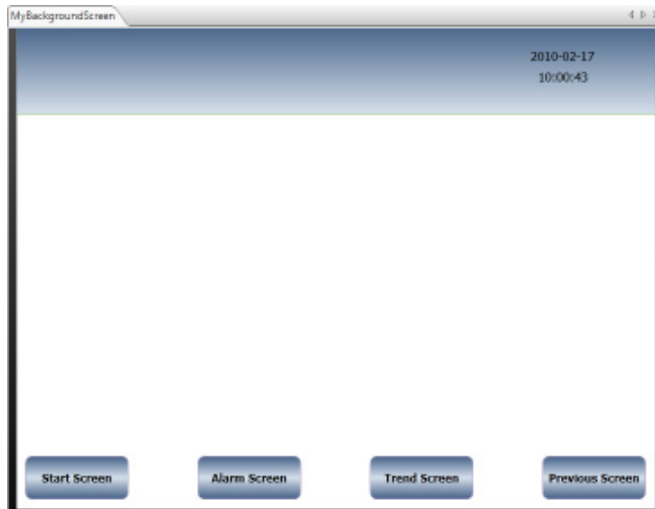 MyBackgroundScreen
2010-02-17
10:00:43
Start Screen
Alarm Screen
Trend Screen
Previous Screen